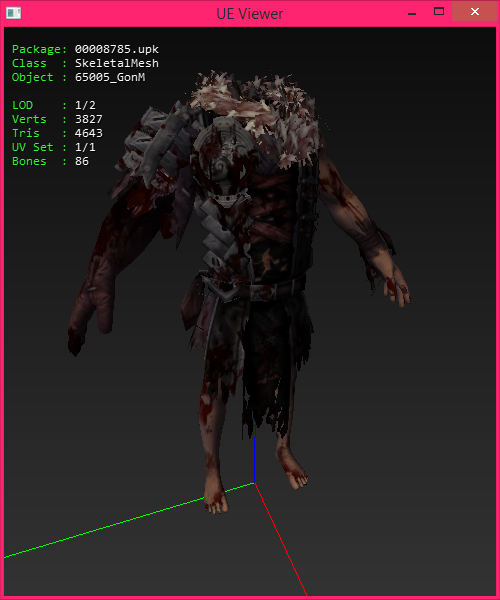 UE Viewer
Package: 00008785.upk
Class : SkeletalMesh
Object : 65005_GonM
LOD : 1/2
Verts : 3827
Tris : 4643
UV Set : 1/1
Bones : 86